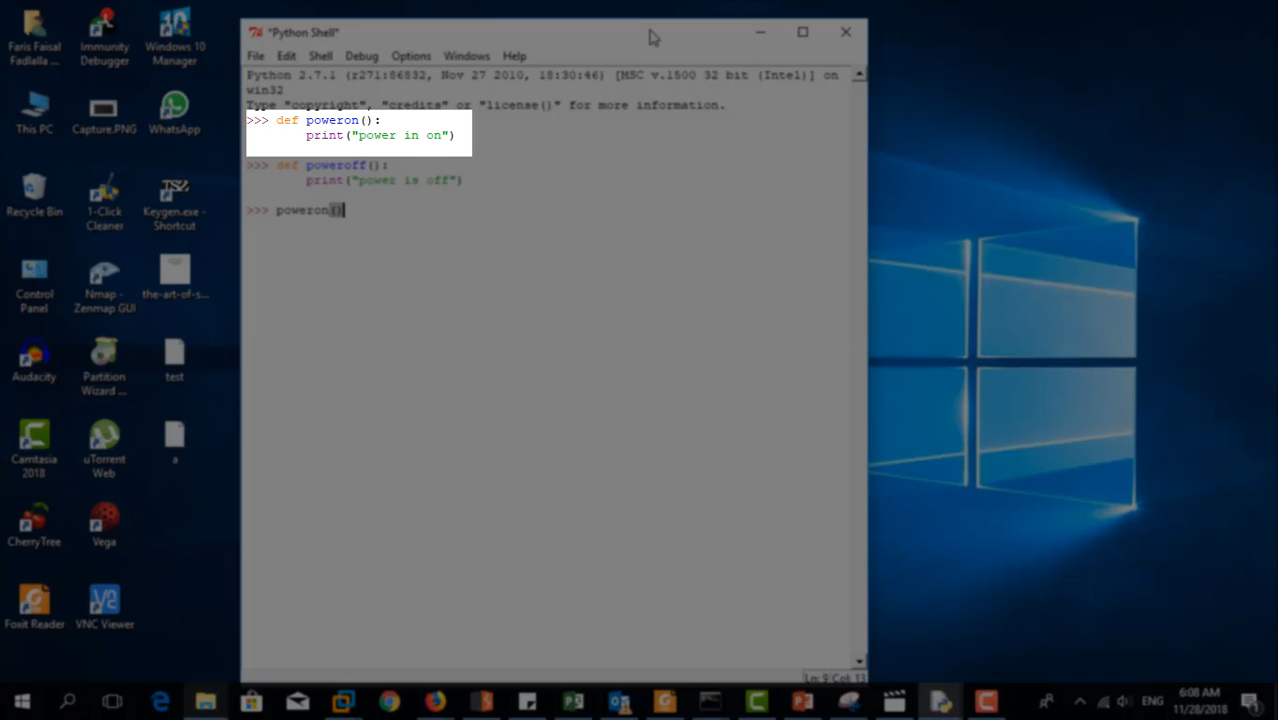 Faris Faisal
Fadlalla ...
Immunity
Debugger
Windows 10
Manager
This PC
Capture.PNG
WhatsApp
Recycle Bin
1-Click
Cleaner
Keygen.exe -
Shortcut
Control
Panel
Nmap -
Zenmap GUI
the-art-of-s...
Audacity
Partition
Wizard ...
test
Camtasia
2018
uTorrent
Web
a
CherryTree
Vega
Foxit Reader
VNC Viewer
*Python Shell*
File Edit Shell Debug Options Windows Help
Python 2.7.1 (r271:86832, Nov 27 2010, 18:30:46) [MSC v.1500 32 bit (Intel)] on
win32
Type "copyright", "credits" or "license()" for more information.
>>> def poweron():
print("power in on")
>>> def poweroff():
print("power is off")
>>> poweron()
Ln: 9 Col: 13
ENG
6:08 AM
11/28/2018